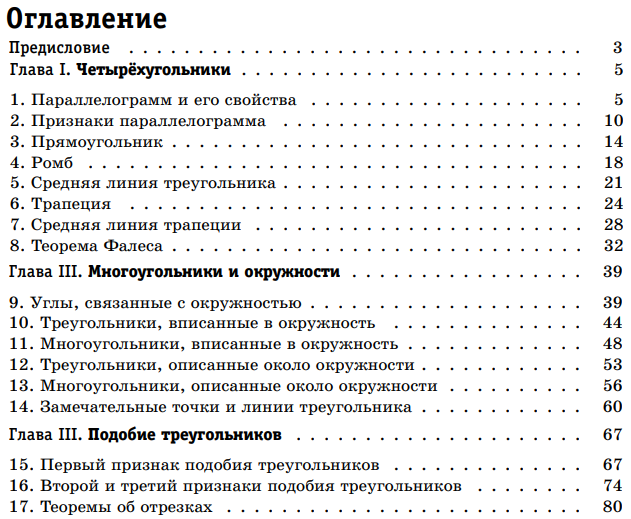 Оглавление
Предисловие . . . . . . . . . . . . . . . . . . . . . . . . . . . . 3
Глава I. Четырёхугольники . . . . . . . . . . . . . . . . . . . . . 5
1. Параллелограмм и его свойства . . . . . . . . . . . . . . . . . 5
2. Признаки параллелограмма . . . . . . . . . . . . . . . . . . . 10
3. Прямоугольник . . . . . . . . . . . . . . . . . . . . . . . . . . 14
4. Ромб . . . . . . . . . . . . . . . . . . . . . . . . . . . . . . 18
5. Средняя линия треугольника . . . . . . . . . . . . . . . . . . . 21
6. Трапеция . . . . . . . . . . . . . . . . . . . . . . . . . . . . 24
7. Средняя линия трапеции . . . . . . . . . . . . . . . . . . . . 28
8. Теорема Фалеса . . . . . . . . . . . . . . . . . . . . . . . . . . 32
Глава III. Многоугольники и окружности . . . . . . . . . . . . . . 39
9. Углы, связанные с окружностью . . . . . . . . . . . . . . . . . 39
10. Треугольники, вписанные в окружность . . . . . . . . . . . . 44
11. Многоугольники, вписанные в окружность . . . . . . . . . . . 48
12. Треугольники, описанные около окружности . . . . . . . . . . 53
13. Многоугольники, описанные около окружности . . . . . . . . 56
14. Замечательные точки и линии треугольника . . . . . . . . . . 60
Глава III. Подобие треугольников . . . . . . . . . . . . . . . . . 67
15. Первый признак подобия треугольников . . . . . . . . . . . . 67
16. Второй и третий признаки подобия треугольников . . . . . . . 74
17. Теоремы об отрезках . . . . . . . . . . . . . . . . . . . . . . 80